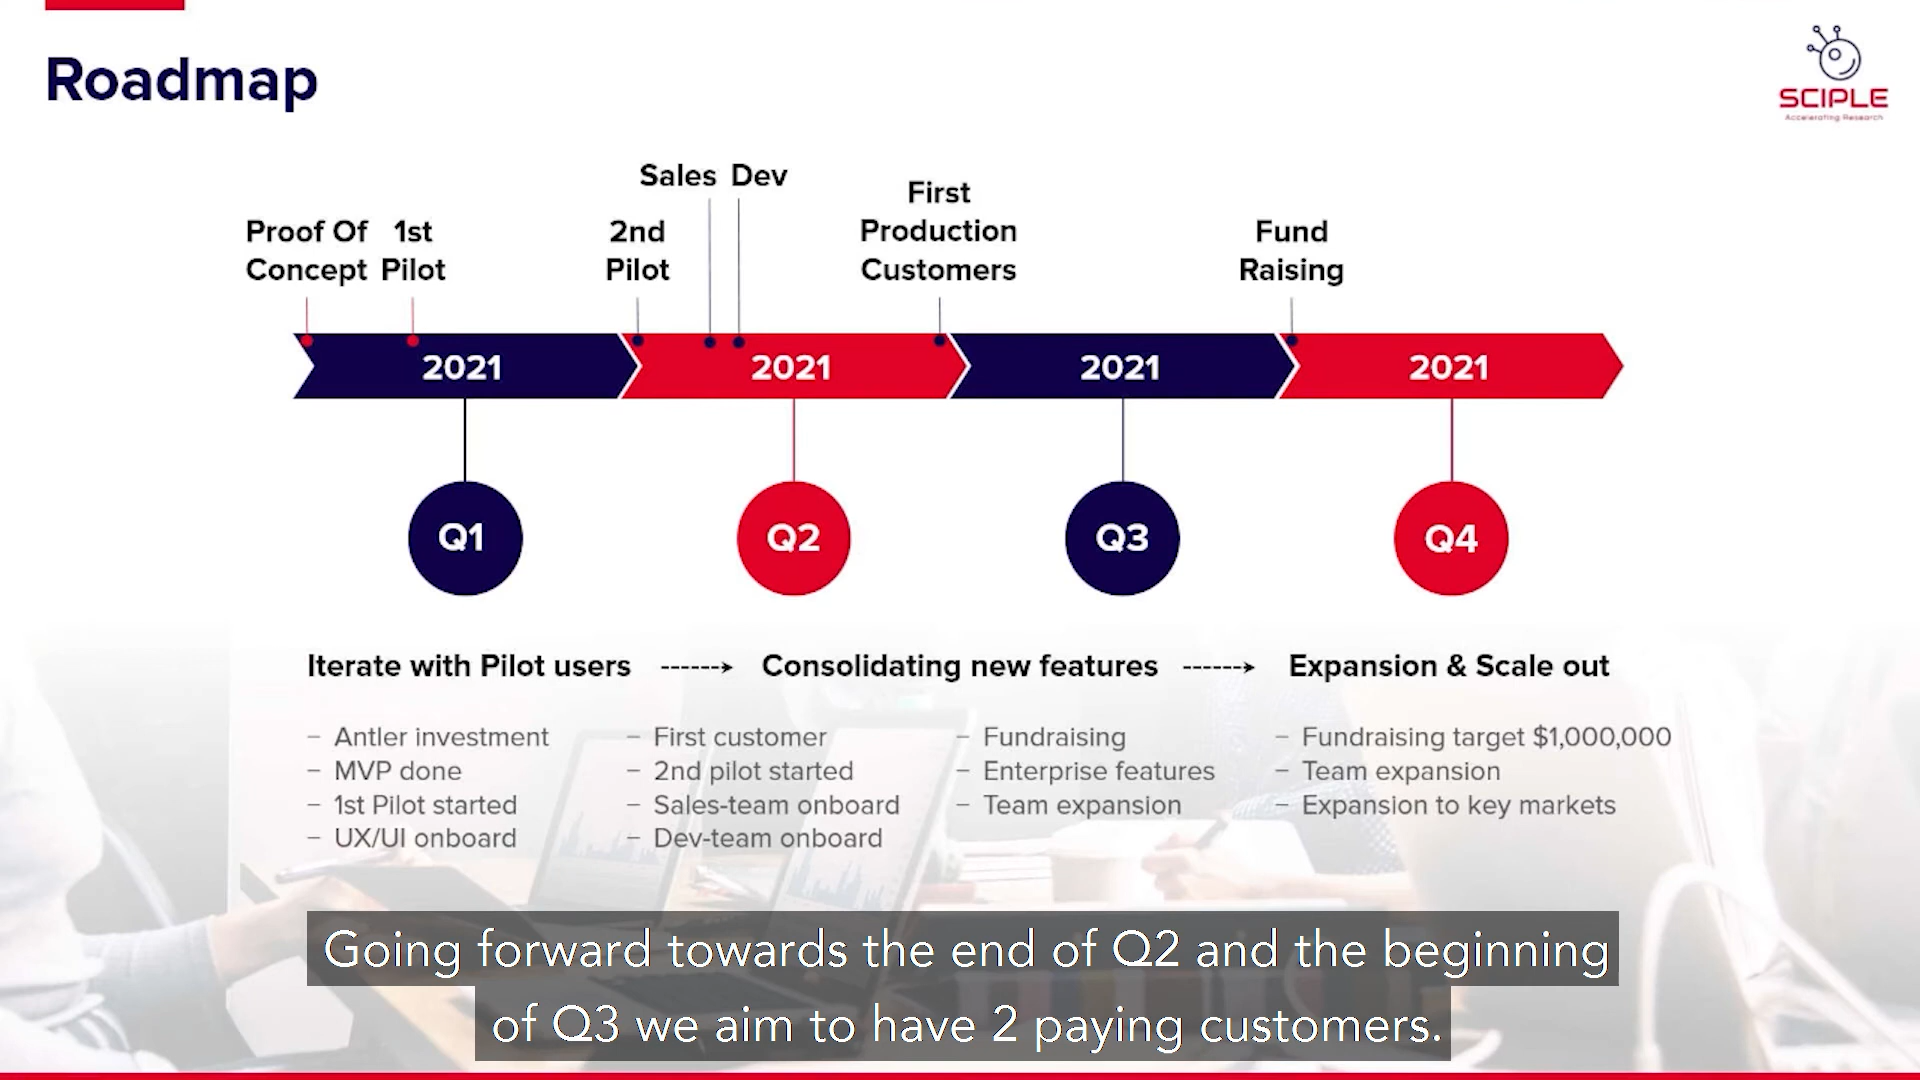 Roadmap
SCIPLE
Accelerating Research
Sales Dev
First
Production
Customers
Proof Of
Concept
1st
Pilot
2nd
Pilot
Fund
Raising
2021
2021
2021
2021
Q1
Q2
Q3
Q4
Iterate with Pilot users
Consolidating new features
Expansion & Scale out
– Antler investment
– MVP done
– 1st Pilot started
– UX/UI onboard
– First customer
– 2nd pilot started
– Sales-team onboard
– Dev-team onboard
– Fundraising
– Enterprise features
– Team expansion
– Fundraising target $1,000,000
– Team expansion
– Expansion to key markets
Going forward towards the end of Q2 and the beginning
of Q3 we aim to have 2 paying customers.